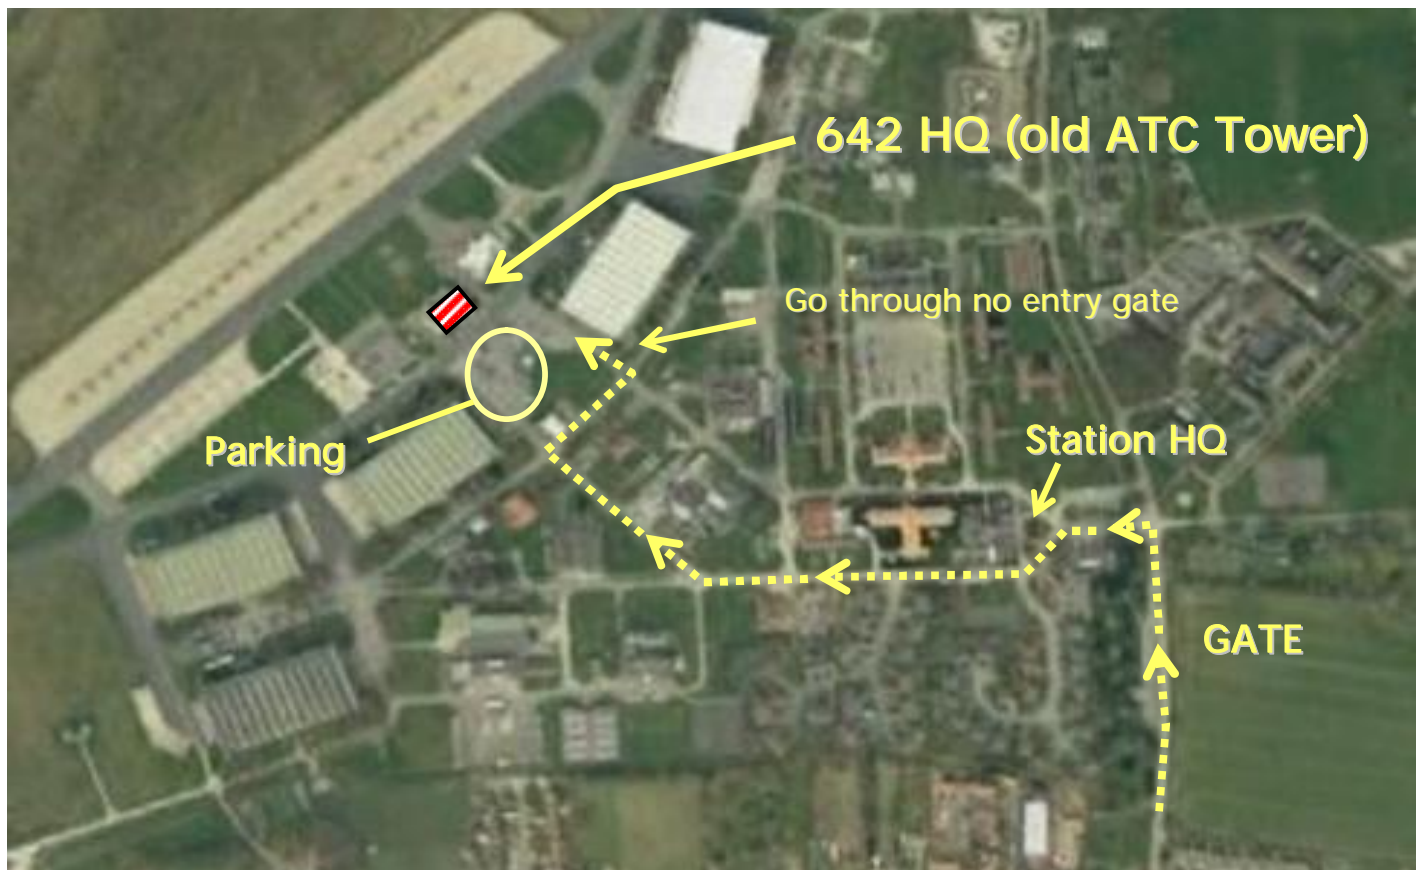 642 HQ (old ATC Tower)
Go through no entry gate
Parking
Station HQ
GATE